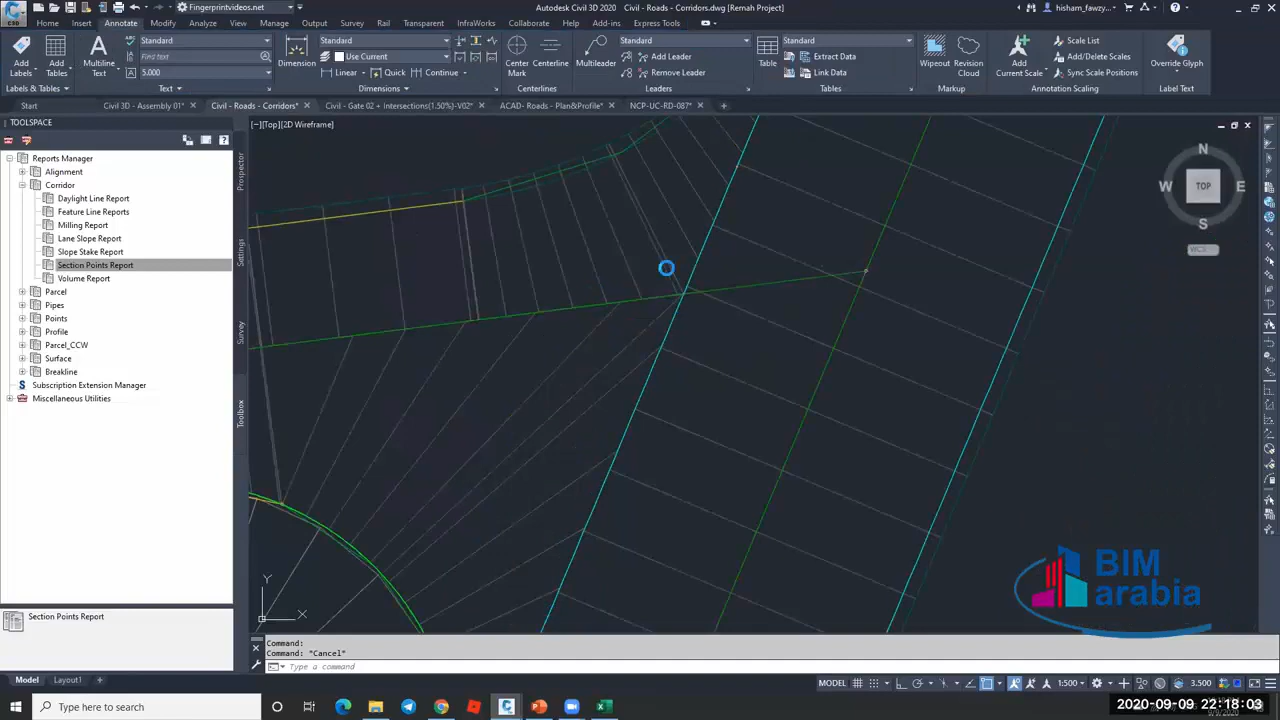 C3D
Fingerprintvideos.net
Autodesk Civil 3D 2020 Civil - Roads - Corridors.dwg [Remah Project]
hisham_fawzy...
Home Insert Annotate Modify Analyze View Manage Output Survey Rail Transparent InfraWorks Collaborate Help Add-ins Express Tools
Add Labels
Add Tables
Labels & Tables
Multiline Text
Standard
Find text
5.000
Text
Dimension
Standard
Use Current
Linear Quick Continue
Dimensions
Center Mark
Centerline
Centerlines
Multileader
Standard
Add Leader
Remove Leader
Leaders
Table
Standard
Extract Data
Link Data
Tables
Wipeout
Revision Cloud
Markup
Add Current Scale
Scale List
Add/Delete Scales
Annotation Scaling
Override Glyph
Label Text
Start
Civil 3D - Assembly 01*
Civil - Roads - Corridors*
Civil - Gate 02 + Intersections(1.50%)-V02*
ACAD- Roads - Plan&Profile*
NCP-UC-RD-087*
TOOLSPACE
Reports Manager
Alignment
Corridor
Daylight Line Report
Feature Line Reports
Milling Report
Lane Slope Report
Slope Stake Report
Section Points Report
Volume Report
Parcel
Pipes
Points
Profile
Parcel_CCW
Surface
Breakline
Subscription Extension Manager
Miscellaneous Utilities
Prospector
Settings
Survey
Toolbox
[−][Top][2D Wireframe]
N
W TOP E
S
WCS
Y
X
BIM
arabia
Section Points Report
Command:
Command: *Cancel*
Type a command
Model Layout1
MODEL
1:500
3.500
Type here to search
2020-09-09 22:18:03